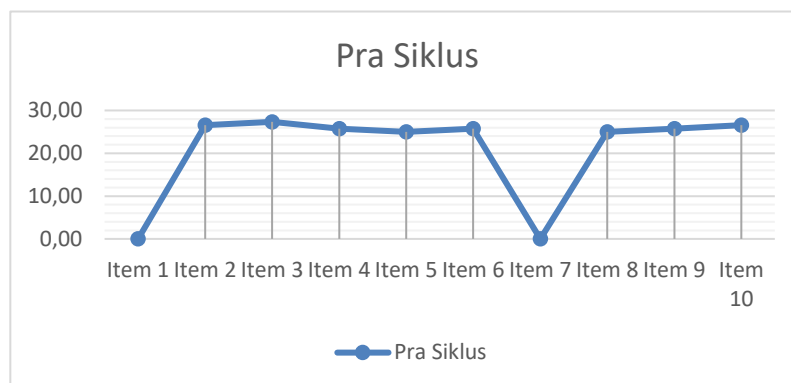 Pra Siklus
30,00
20,00
10,00
0,00
Item 1 Item 2 Item 3 Item 4 Item 5 Item 6 Item 7 Item 8 Item 9 Item
10
Pra Siklus